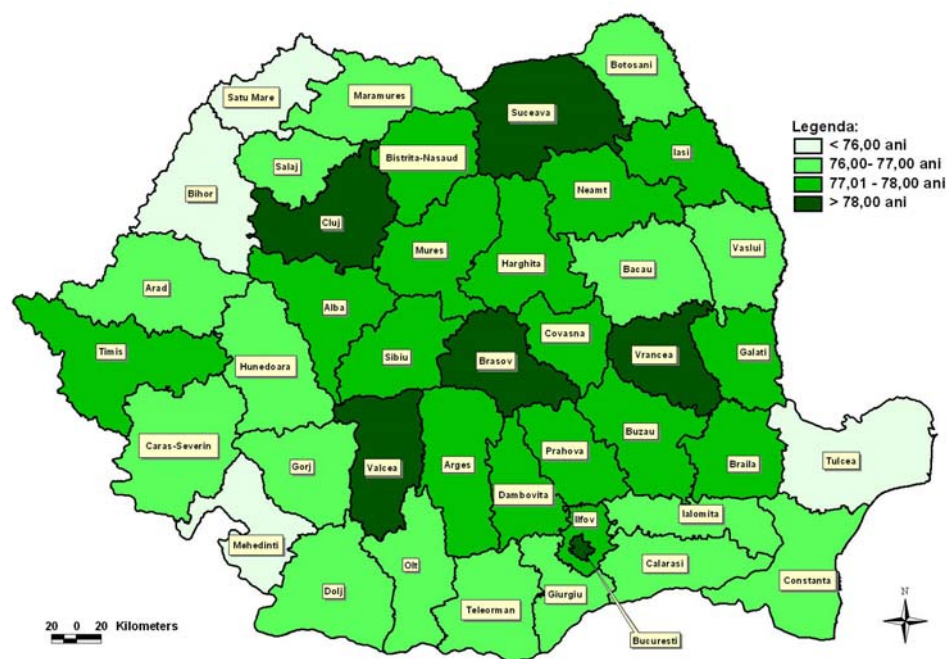 Botosani
Satu Mare
Maramures
Suceava
Legenda:
< 76,00 ani
76,00- 77,00 ani
77,01 - 78,00 ani
> 78,00 ani
Iasi
Bistrita-Nasaud
Salaj
Neamt
Bihor
Cluj
Vaslui
Mures
Harghita
Bacau
Arad
Alba
Covasna
Timis
Sibiu
Brasov
Vrancea
Galati
Hunedoara
Buzau
Caras-Severin
Prahova
Gorj
Valcea
Arges
Braila
Tulcea
Dambovita
Ialomita
Ilfov
Mehedinti
Olt
Calarasi
Constanta
Dolj
Giurgiu
Teleorman
Bucuresti
N
20 0 20 Kilometers